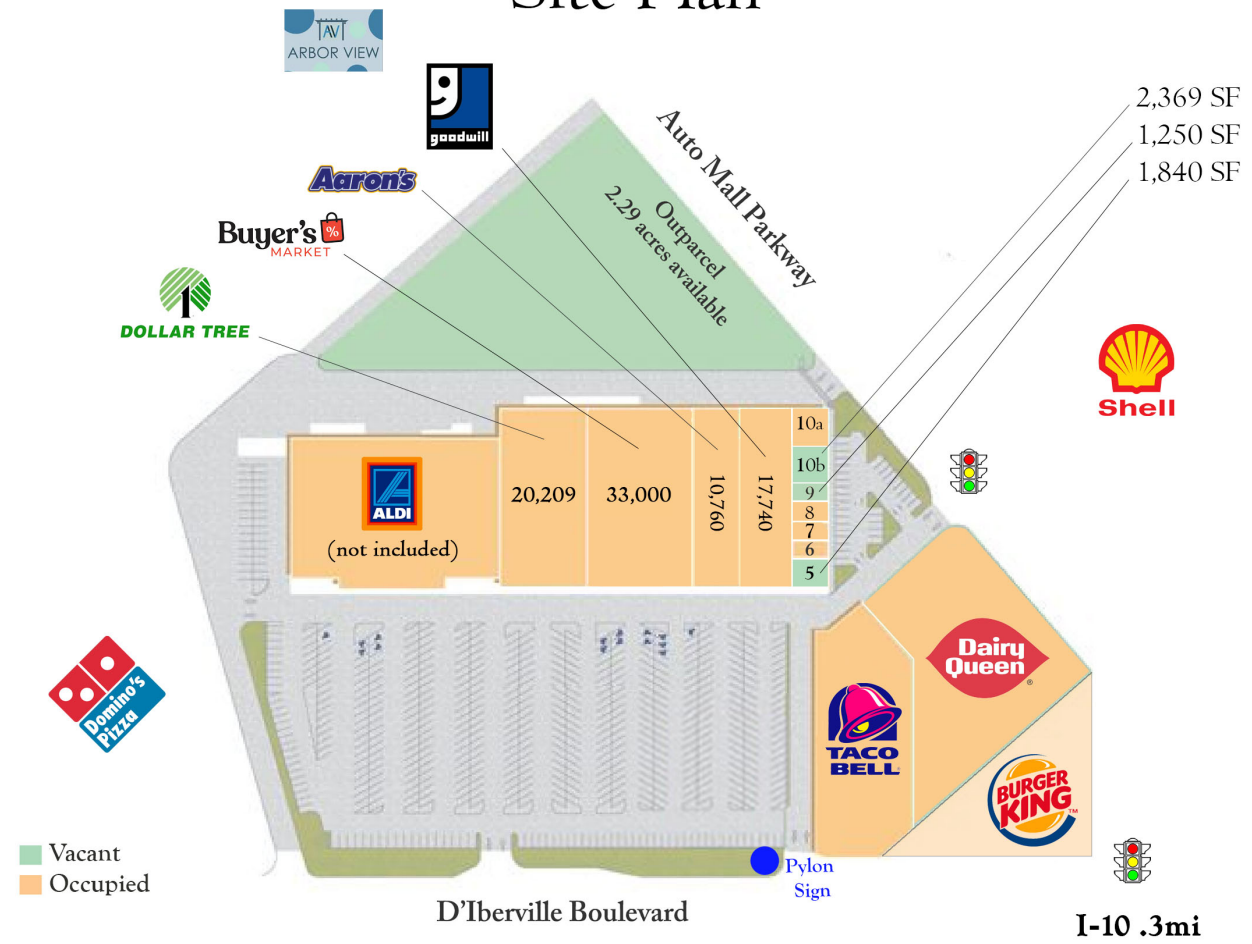 Site Plan
AV
ARBOR VIEW
goodwill
Aaron's
Buyer's %
MARKET
DOLLAR TREE
Auto Mall Parkway
Outparcel
2.29 acres available
2,369 SF
1,250 SF
1,840 SF
Shell
ALDI
(not included)
20,209
33,000
10,760
17,740
10a
10b
9
8
7
6
5
Domino's
Pizza
Dairy
Queen®
TACO
BELL
BURGER
KING™
Vacant
Occupied
Pylon
Sign
D'Iberville Boulevard
I-10 .3mi